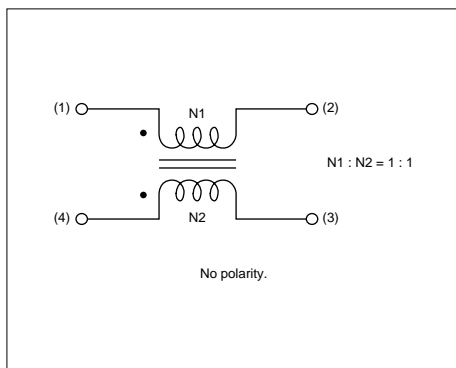 (1)
N1
(2)
N1 : N2 = 1 : 1
(4)
N2
(3)
No polarity.